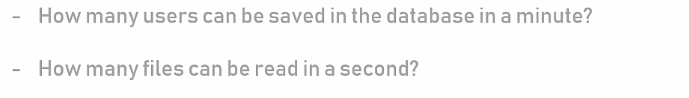 - How many users can be saved in the database in a minute?
- How many files can be read in a second?